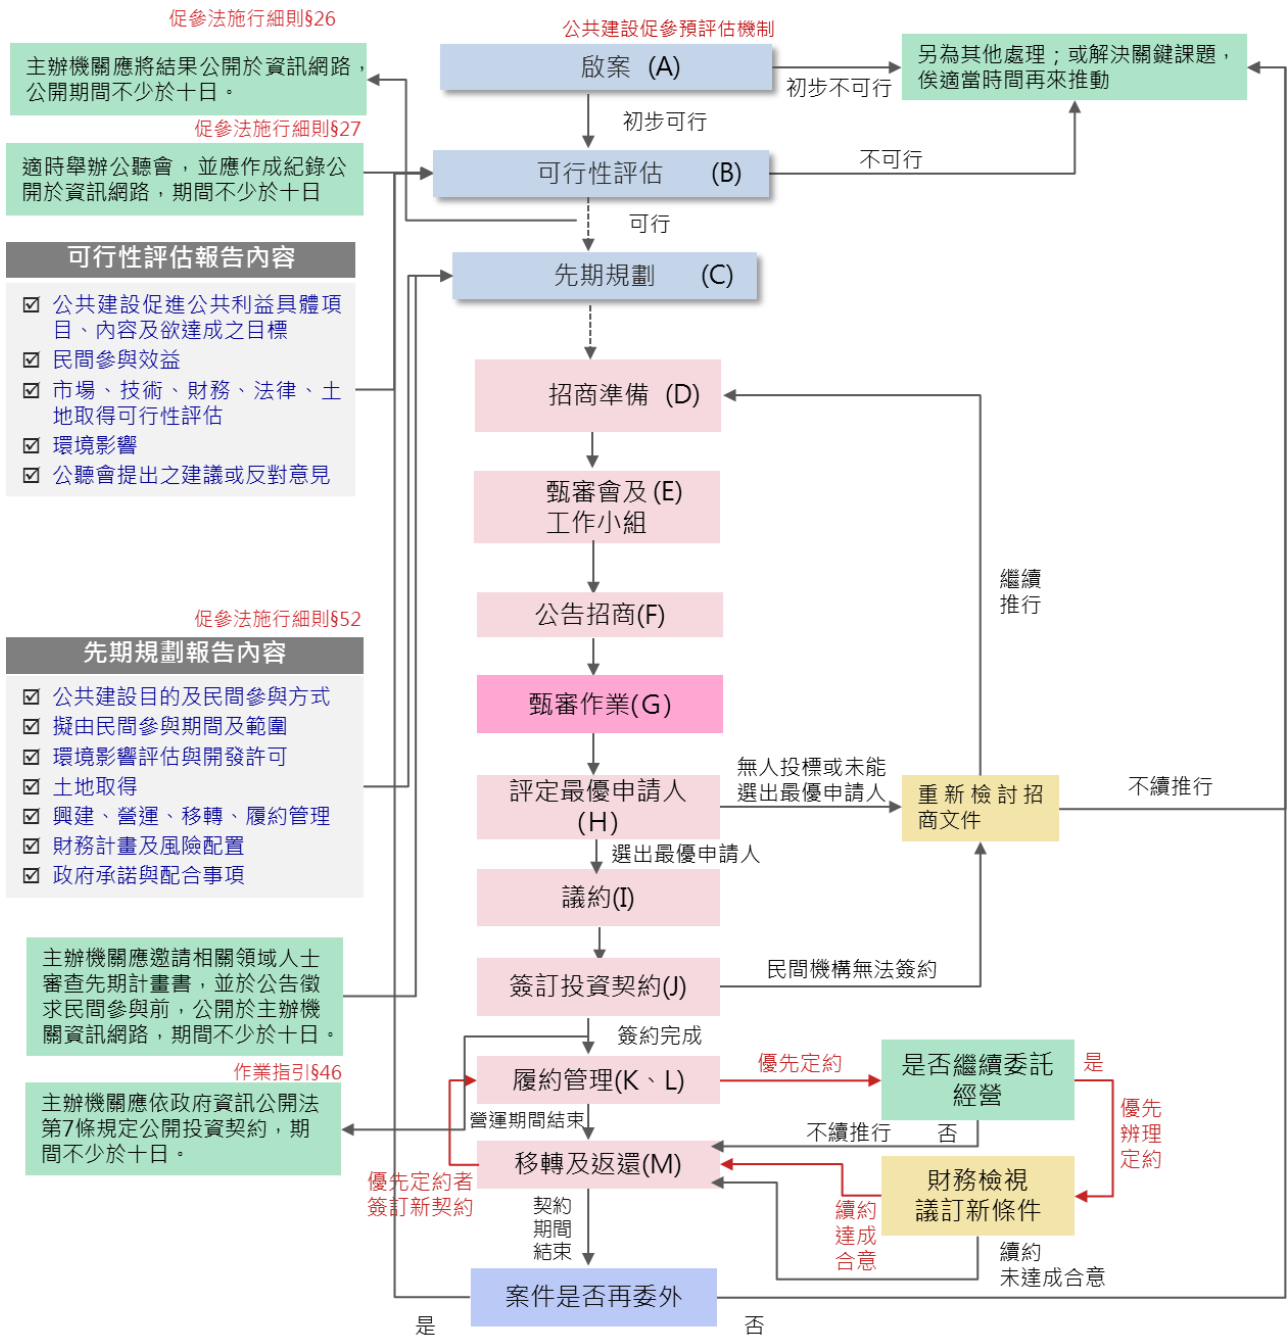 促參法施行細則§26
公共建設促參預評估機制
主辦機關應將結果公開於資訊網路，
公開期間不少於十日。
啟案 (A)
初步不可行
另為其他處理；或解決關鍵課題，
俟適當時間再來推動
初步可行
促參法施行細則§27
適時舉辦公聽會，並應作成紀錄公
開於資訊網路，期間不少於十日
可行性評估 (B)
不可行
可行
可行性評估報告內容
公共建設促進公共利益具體項
目、內容及欲達成之目標
民間參與效益
市場、技術、財務、法律、土
地取得可行性評估
環境影響
公聽會提出之建議或反對意見
先期規劃 (C)
招商準備 (D)
甄審會及(E)
工作小組
繼續
推行
公告招商(F)
促參法施行細則§52
先期規劃報告內容
公共建設目的及民間參與方式
擬由民間參與期間及範圍
環境影響評估與開發許可
土地取得
興建、營運、移轉、履約管理
財務計畫及風險配置
政府承諾與配合事項
甄審作業(G)
評定最優申請人
(H)
無人投標或未能
選出最優申請人
重新檢討招
商文件
不續推行
選出最優申請人
議約(I)
主辦機關應邀請相關領域人士
審查先期計畫書，並於公告徵
求民間參與前，公開於主辦機
關資訊網路，期間不少於十日。
簽訂投資契約(J)
民間機構無法簽約
簽約完成
作業指引§46
主辦機關應依政府資訊公開法
第7條規定公開投資契約，期
間不少於十日。
履約管理(K、L)
優先定約
是否繼續委託
經營
是
優先
辦理
定約
營運期間結束
不續推行
否
移轉及返還(M)
優先定約者
簽訂新契約
財務檢視
議訂新條件
續約
達成
合意
契約
期間
結束
續約
未達成合意
案件是否再委外
是
否